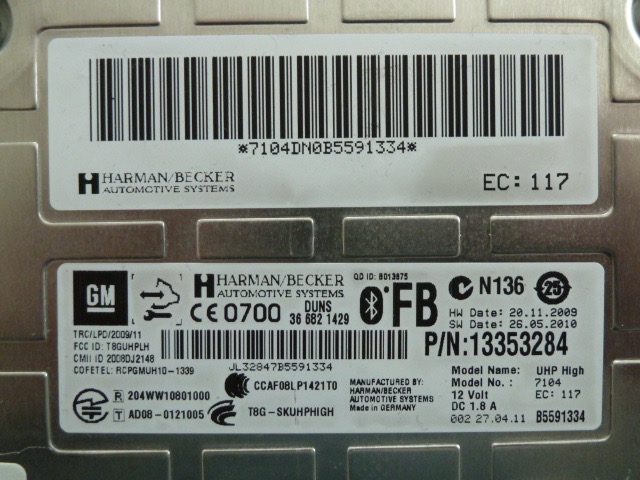 *7104DN0B5591334*
HARMAN/BECKER
AUTOMOTIVE SYSTEMS
EC: 117
GM
HARMAN/BECKER
AUTOMOTIVE SYSTEMS
CE 0700
DUNS
36 682 1429
QD ID: B013875
FB
N136
25
HW Date: 20.11.2009
SW Date: 26.05.2010
TRC/LPD/2009/11
FCC ID: T8GUHPLH
CMII ID 2008DJ2148
COFETEL: RCPGMUH10-1339
JL32847B5591334
P/N:13353284
R 204WW10801000
T AD08-0121005
CCAF08LP1421T0
T8G-SKUHPHIGH
MANUFACTURED BY:
HARMAN/BECKER
AUTOMOTIVE SYSTEMS
Made in GERMANY
Model Name: UHP High
Model No.: 7104
12 Volt EC: 117
DC 1.8 A
002 27.04.11 B5591334